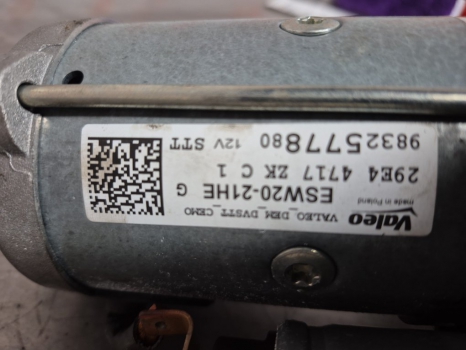 Valeo
made in Poland
VALEO_DEM_DVSTT_CEMO
ESW20-21HE G
29E4 4717 ZK C 1
9832577880 12V STT